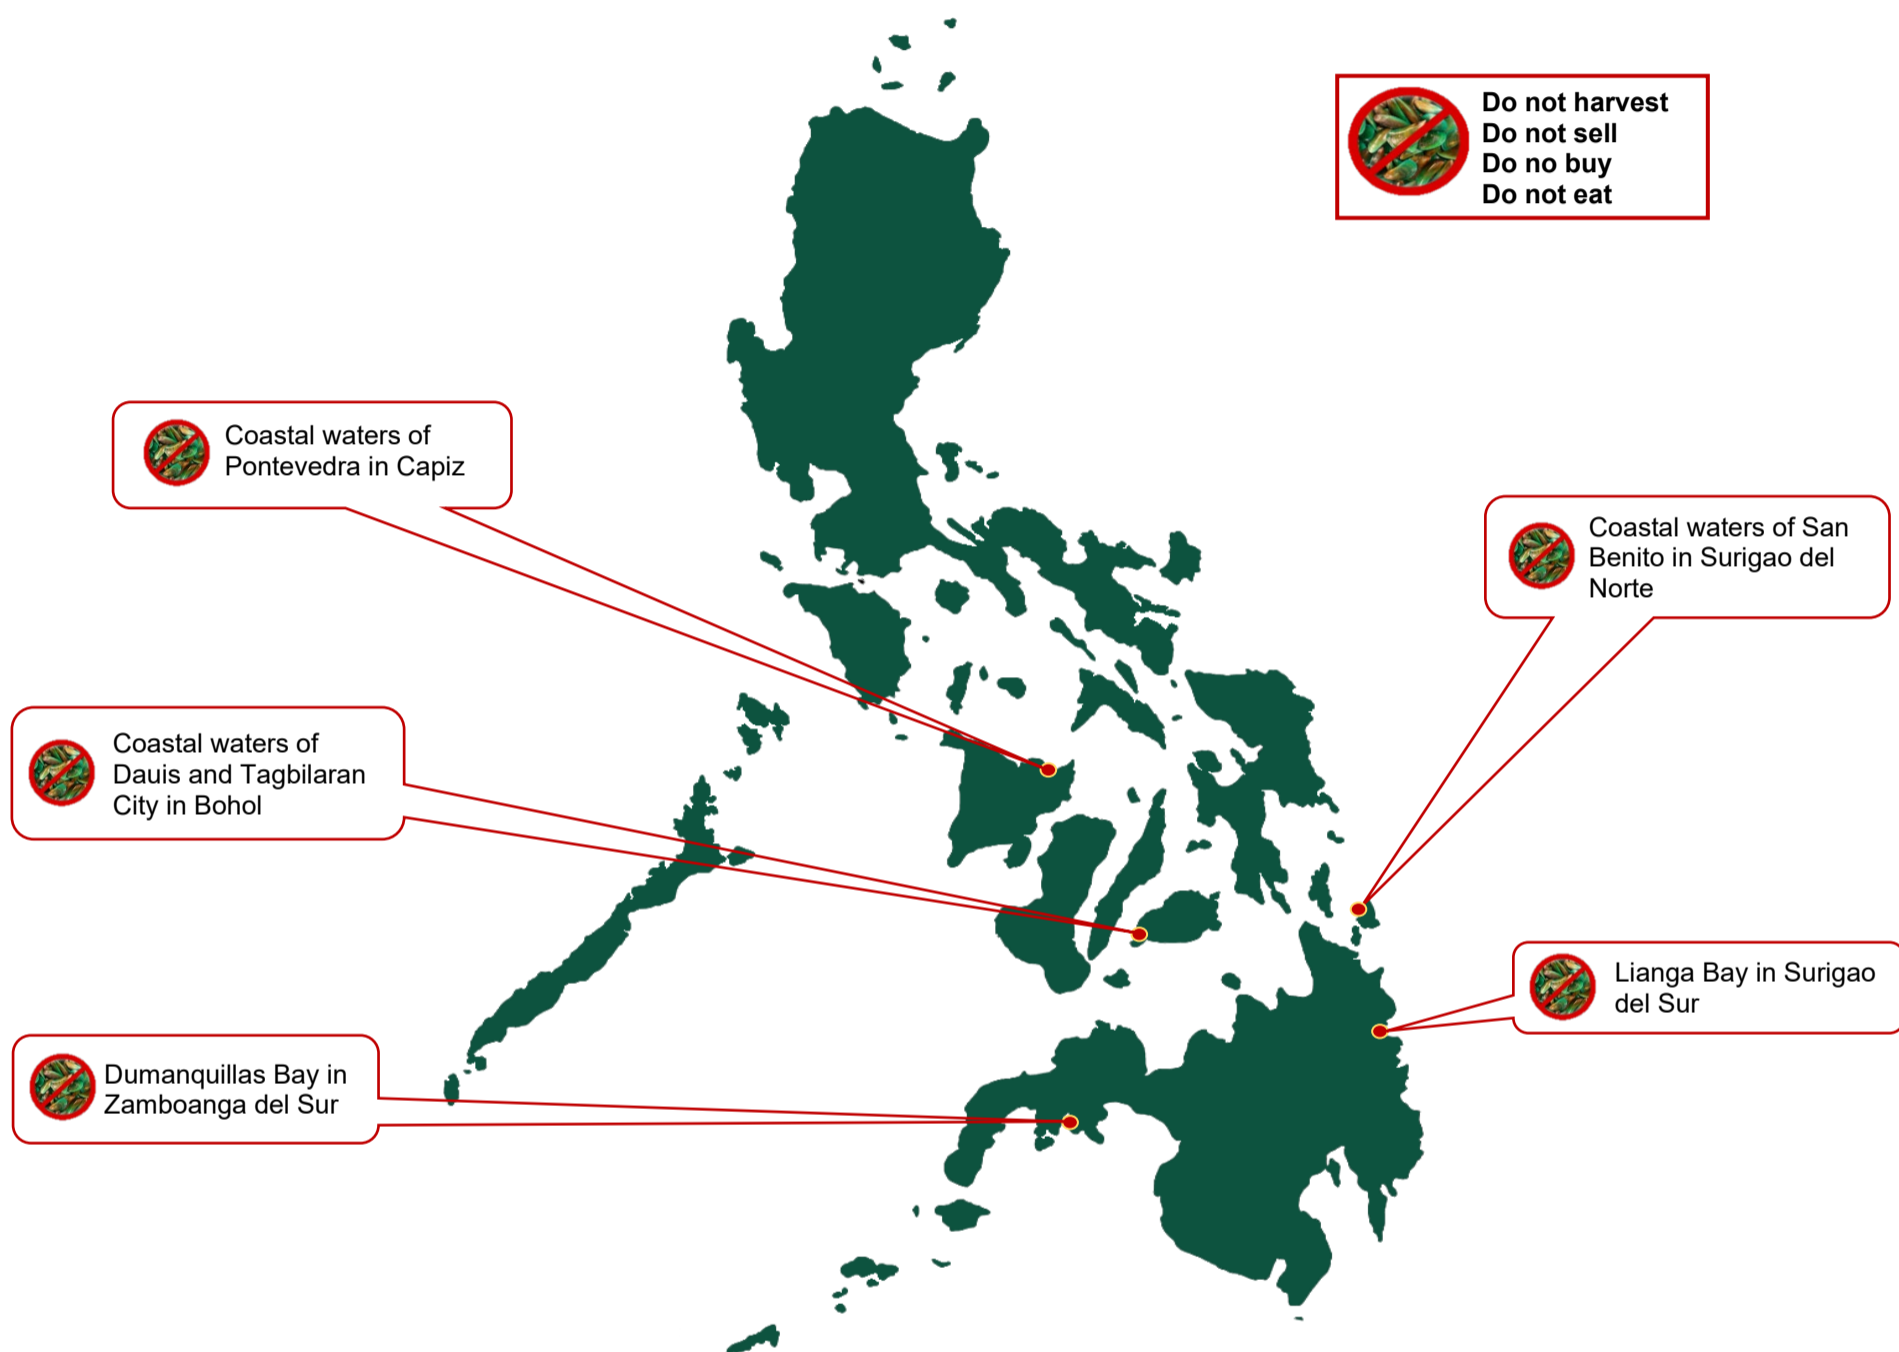 Do not harvest
Do not sell
Do no buy
Do not eat
Coastal waters of
Pontevedra in Capiz
Coastal waters of San
Benito in Surigao del
Norte
Coastal waters of
Dauis and Tagbilaran
City in Bohol
Lianga Bay in Surigao
del Sur
Dumanquillas Bay in
Zamboanga del Sur